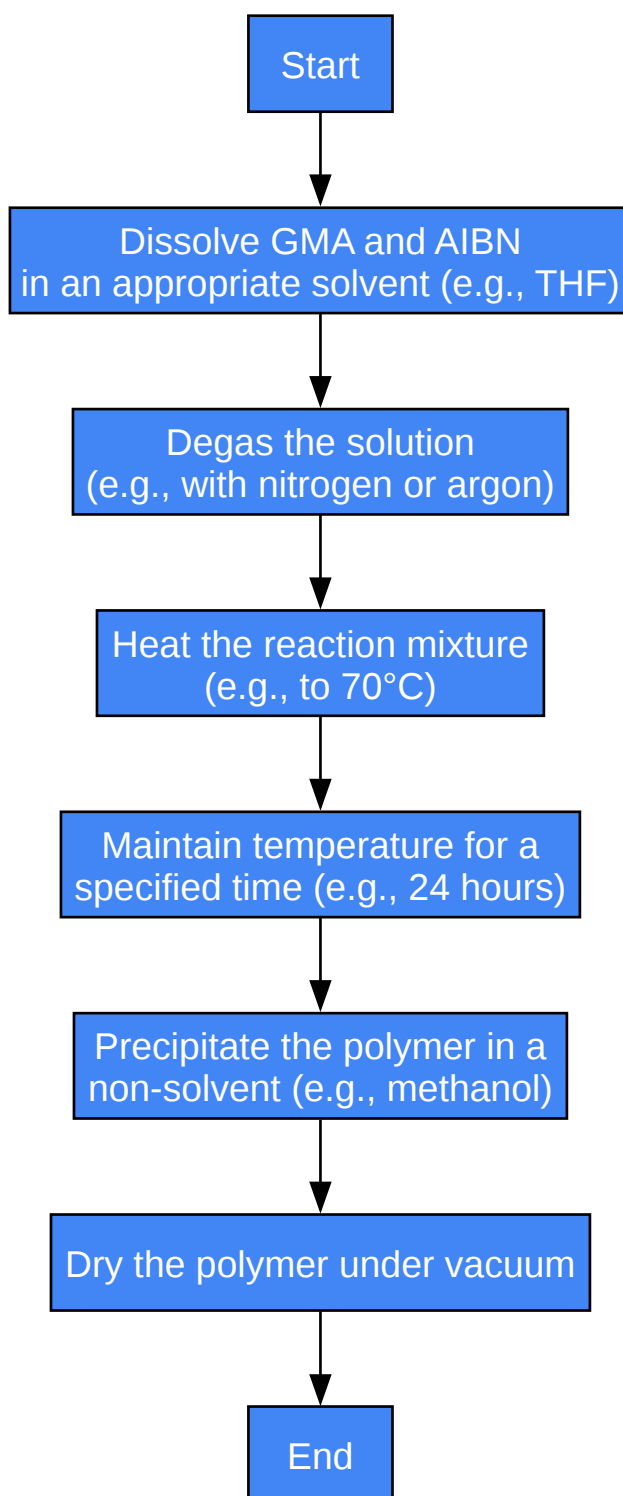 Start
Dissolve GMA and AIBN
in an appropriate solvent (e.g., THF)
Degas the solution
(e.g., with nitrogen or argon)
Heat the reaction mixture
(e.g., to 70°C)
Maintain temperature for a
specified time (e.g., 24 hours)
Precipitate the polymer in a
non-solvent (e.g., methanol)
Dry the polymer under vacuum
End